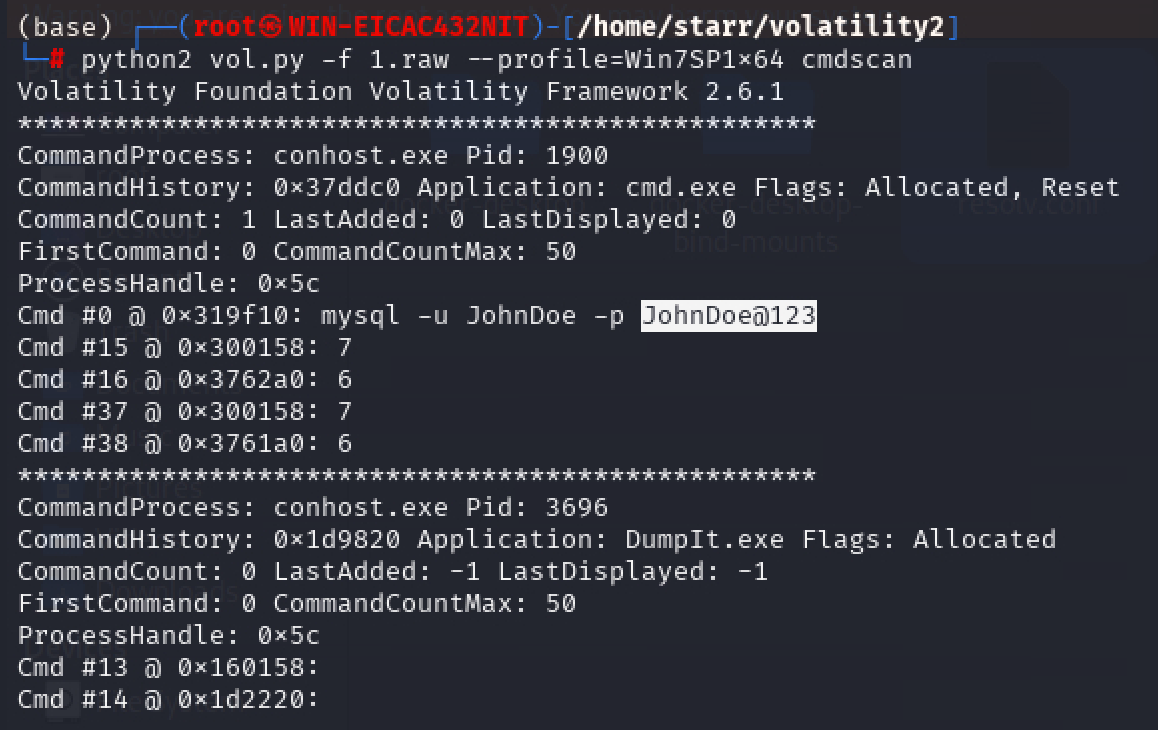 (base) ┌──(root㉿WIN-EICAC432NIT)-[/home/starr/volatility2]
└─# python2 vol.py -f 1.raw --profile=Win7SP1×64 cmdscan
Volatility Foundation Volatility Framework 2.6.1
**************************************************
CommandProcess: conhost.exe Pid: 1900
CommandHistory: 0×37ddc0 Application: cmd.exe Flags: Allocated, Reset
CommandCount: 1 LastAdded: 0 LastDisplayed: 0
FirstCommand: 0 CommandCountMax: 50
ProcessHandle: 0×5c
Cmd #0 @ 0×319f10: mysql -u JohnDoe -p JohnDoe@123
Cmd #15 @ 0×300158: 7
Cmd #16 @ 0×3762a0: 6
Cmd #37 @ 0×300158: 7
Cmd #38 @ 0×3761a0: 6
**************************************************
CommandProcess: conhost.exe Pid: 3696
CommandHistory: 0×1d9820 Application: DumpIt.exe Flags: Allocated
CommandCount: 0 LastAdded: -1 LastDisplayed: -1
FirstCommand: 0 CommandCountMax: 50
ProcessHandle: 0×5c
Cmd #13 @ 0×160158:
Cmd #14 @ 0×1d2220: